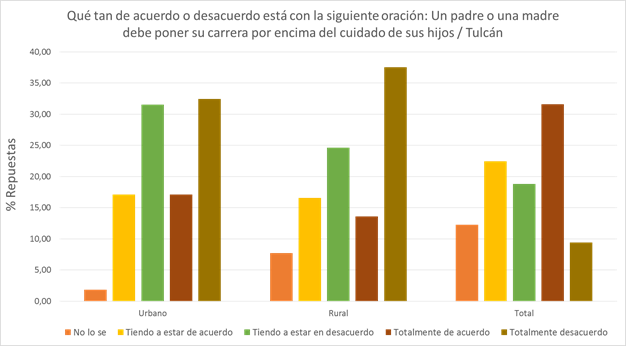 Qué tan de acuerdo o desacuerdo está con la siguiente oración: Un padre o una madre
debe poner su carrera por encima del cuidado de sus hijos / Tulcán
40,00
35,00
30,00
25,00
20,00
15,00
10,00
5,00
0,00
% Repuestas
Urbano Rural Total
No lo se Tiendo a estar de acuerdo Tiendo a estar en desacuerdo Totalmente de acuerdo Totalmente desacuerdo